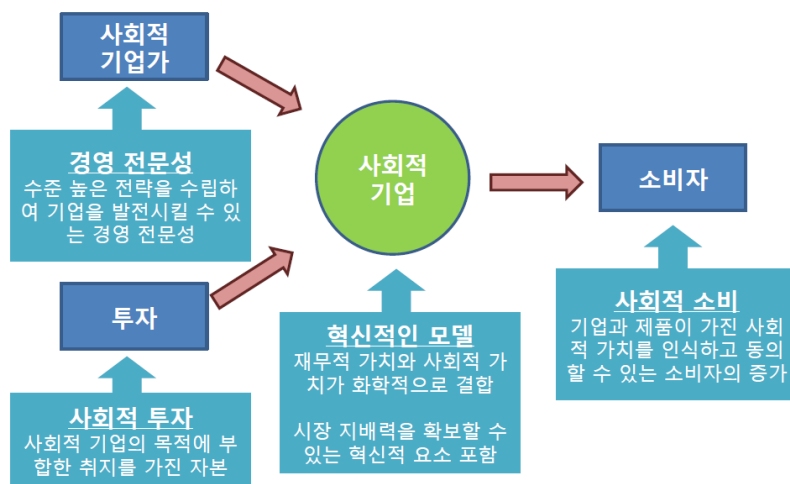 사회적
기업가
경영 전문성
수준 높은 전략을 수립하
여 기업을 발전시킬 수 있
는 경영 전문성
투자
사회적 투자
사회적 기업의 목적에 부
합한 취지를 가진 자본
사회적
기업
혁신적인 모델
재무적 가치와 사회적 가
치가 화학적으로 결합
시장 지배력을 확보할 수
있는 혁신적 요소 포함
소비자
사회적 소비
기업과 제품이 가진 사회
적 가치를 인식하고 동의
할 수 있는 소비자의 증가